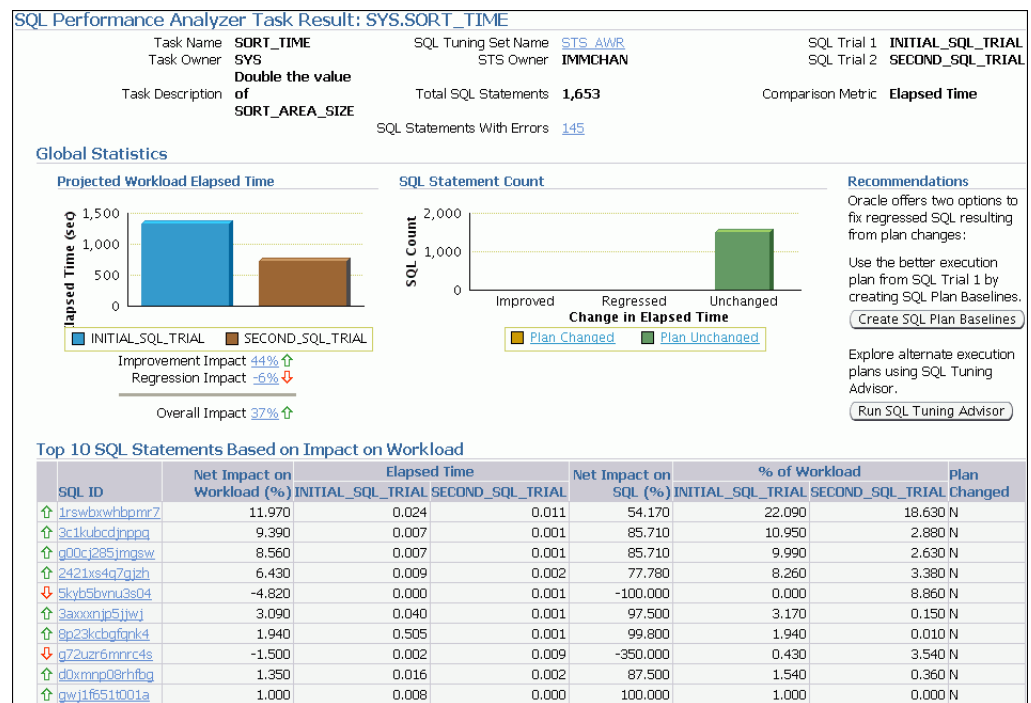 SQL Performance Analyzer Task Result: SYS.SORT_TIME
Task Name SORT_TIME SQL Tuning Set Name STS_AWR SQL Trial 1 INITIAL_SQL_TRIAL
Task Owner SYS STS Owner IMMCHAN SQL Trial 2 SECOND_SQL_TRIAL
Task Description Double the value of SORT_AREA_SIZE Total SQL Statements 1,653 Comparison Metric Elapsed Time
SQL Statements With Errors 145
Global Statistics
Projected Workload Elapsed Time
lapsed Time (sec)
1,500
1,000
500
0
INITIAL_SQL_TRIAL SECOND_SQL_TRIAL
Improvement Impact 44%
Regression Impact -6%
Overall Impact 37%
SQL Statement Count
SQL Count
2,000
1,000
0
Improved Regressed Unchanged
Change in Elapsed Time
Plan Changed Plan Unchanged
Recommendations
Oracle offers two options to
fix regressed SQL resulting
from plan changes:
Use the better execution
plan from SQL Trial 1 by
creating SQL Plan Baselines.
Create SQL Plan Baselines
Explore alternate execution
plans using SQL Tuning
Advisor.
Run SQL Tuning Advisor
Top 10 SQL Statements Based on Impact on Workload
SQL ID Net Impact on Workload (%) Elapsed Time INITIAL_SQL_TRIAL SECOND_SQL_TRIAL Net Impact on SQL (%) % of Workload INITIAL_SQL_TRIAL SECOND_SQL_TRIAL Plan Changed
1rswbxwhbpmr7 11.970 0.024 0.011 54.170 22.090 18.630 N
3c1kubcdjnppq 9.390 0.007 0.001 85.710 10.950 2.880 N
g00cj285jmgsw 8.560 0.007 0.001 85.710 9.990 2.630 N
2421xs4q7gjzh 6.430 0.009 0.002 77.780 8.260 3.380 N
5kyb5bvnu3s04 -4.820 0.000 0.001 -100.000 0.000 8.860 N
3axxxnjp5jjwj 3.090 0.040 0.001 97.500 3.170 0.150 N
8p23kcbgfqnk4 1.940 0.505 0.001 99.800 1.940 0.010 N
g72uzr6mnrc4s -1.500 0.002 0.009 -350.000 0.430 3.540 N
d0xmnp08rhfbg 1.350 0.016 0.002 87.500 1.540 0.360 N
gwj1f651t001a 1.000 0.008 0.000 100.000 1.000 0.000 N